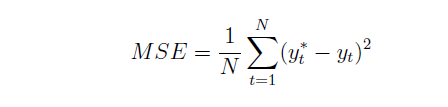 MSE = \frac{1}{N} \sum_{t=1}^{N} (y_t^* - y_t)^2